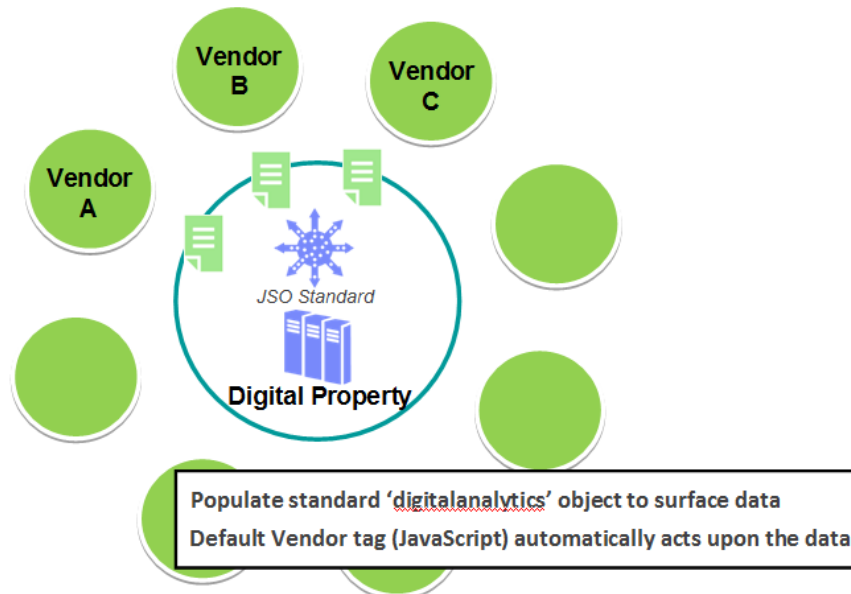 Vendor
B
Vendor
C
Vendor
A
JSO Standard
Digital Property
Populate standard ‘digitalanalytics’ object to surface data
Default Vendor tag (JavaScript) automatically acts upon the data